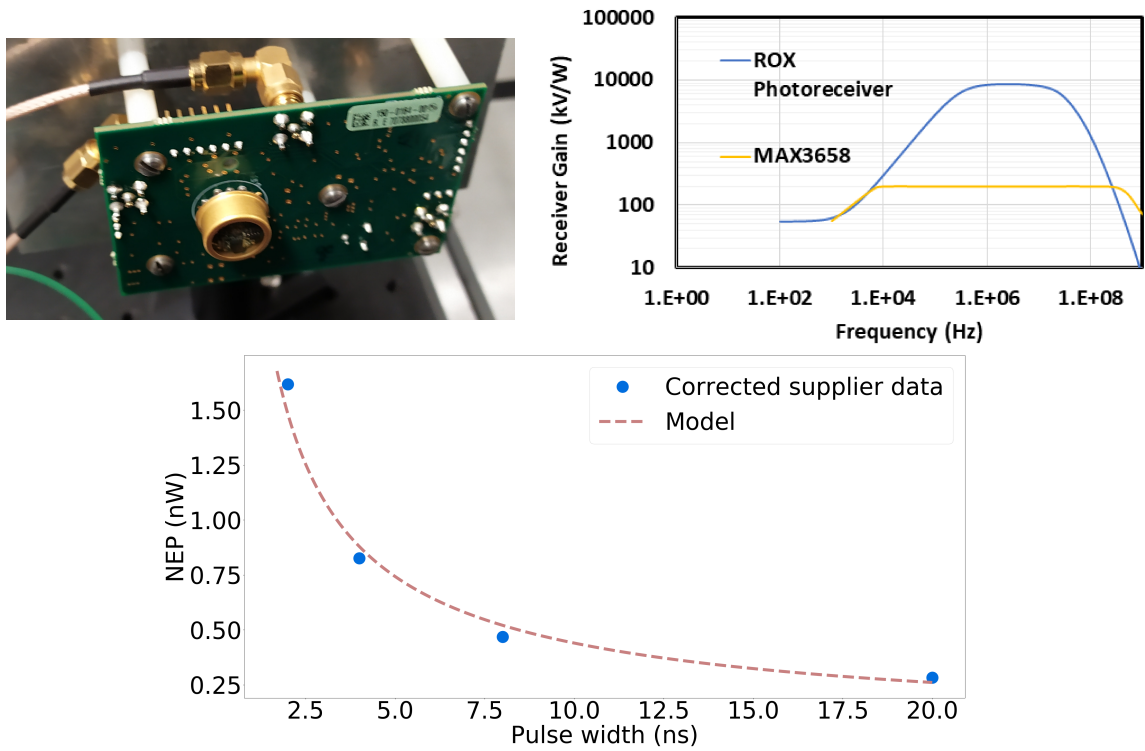 100000
10000
1000
100
10
Receiver Gain (kV/W)
ROX
Photoreceiver
MAX3658
1.E+00 1.E+02 1.E+04 1.E+06 1.E+08
Frequency (Hz)
NEP (nW)
1.50
1.25
1.00
0.75
0.50
0.25
Corrected supplier data
Model
2.5 5.0 7.5 10.0 12.5 15.0 17.5 20.0
Pulse width (ns)